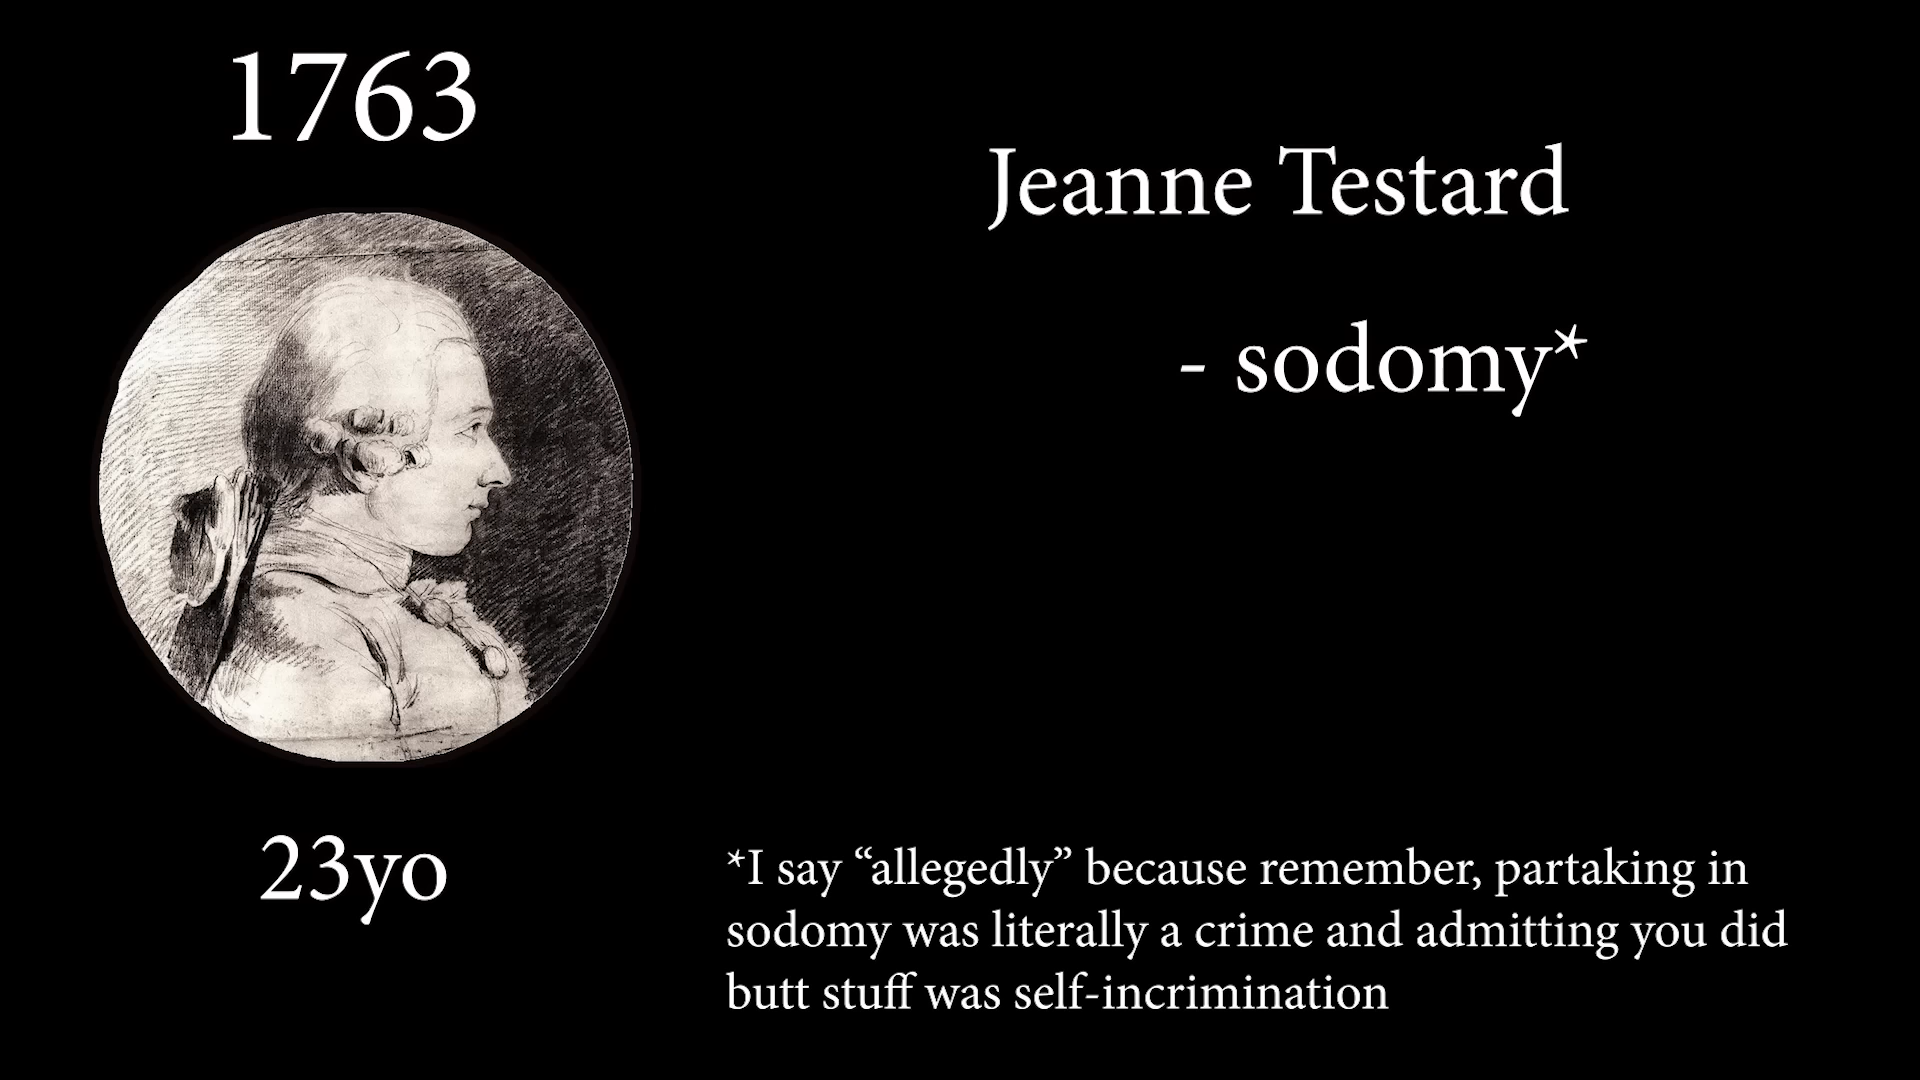 1763
Jeanne Testard
- sodomy*
23yo
*I say “allegedly” because remember, partaking in
sodomy was literally a crime and admitting you did
butt stuff was self-incrimination